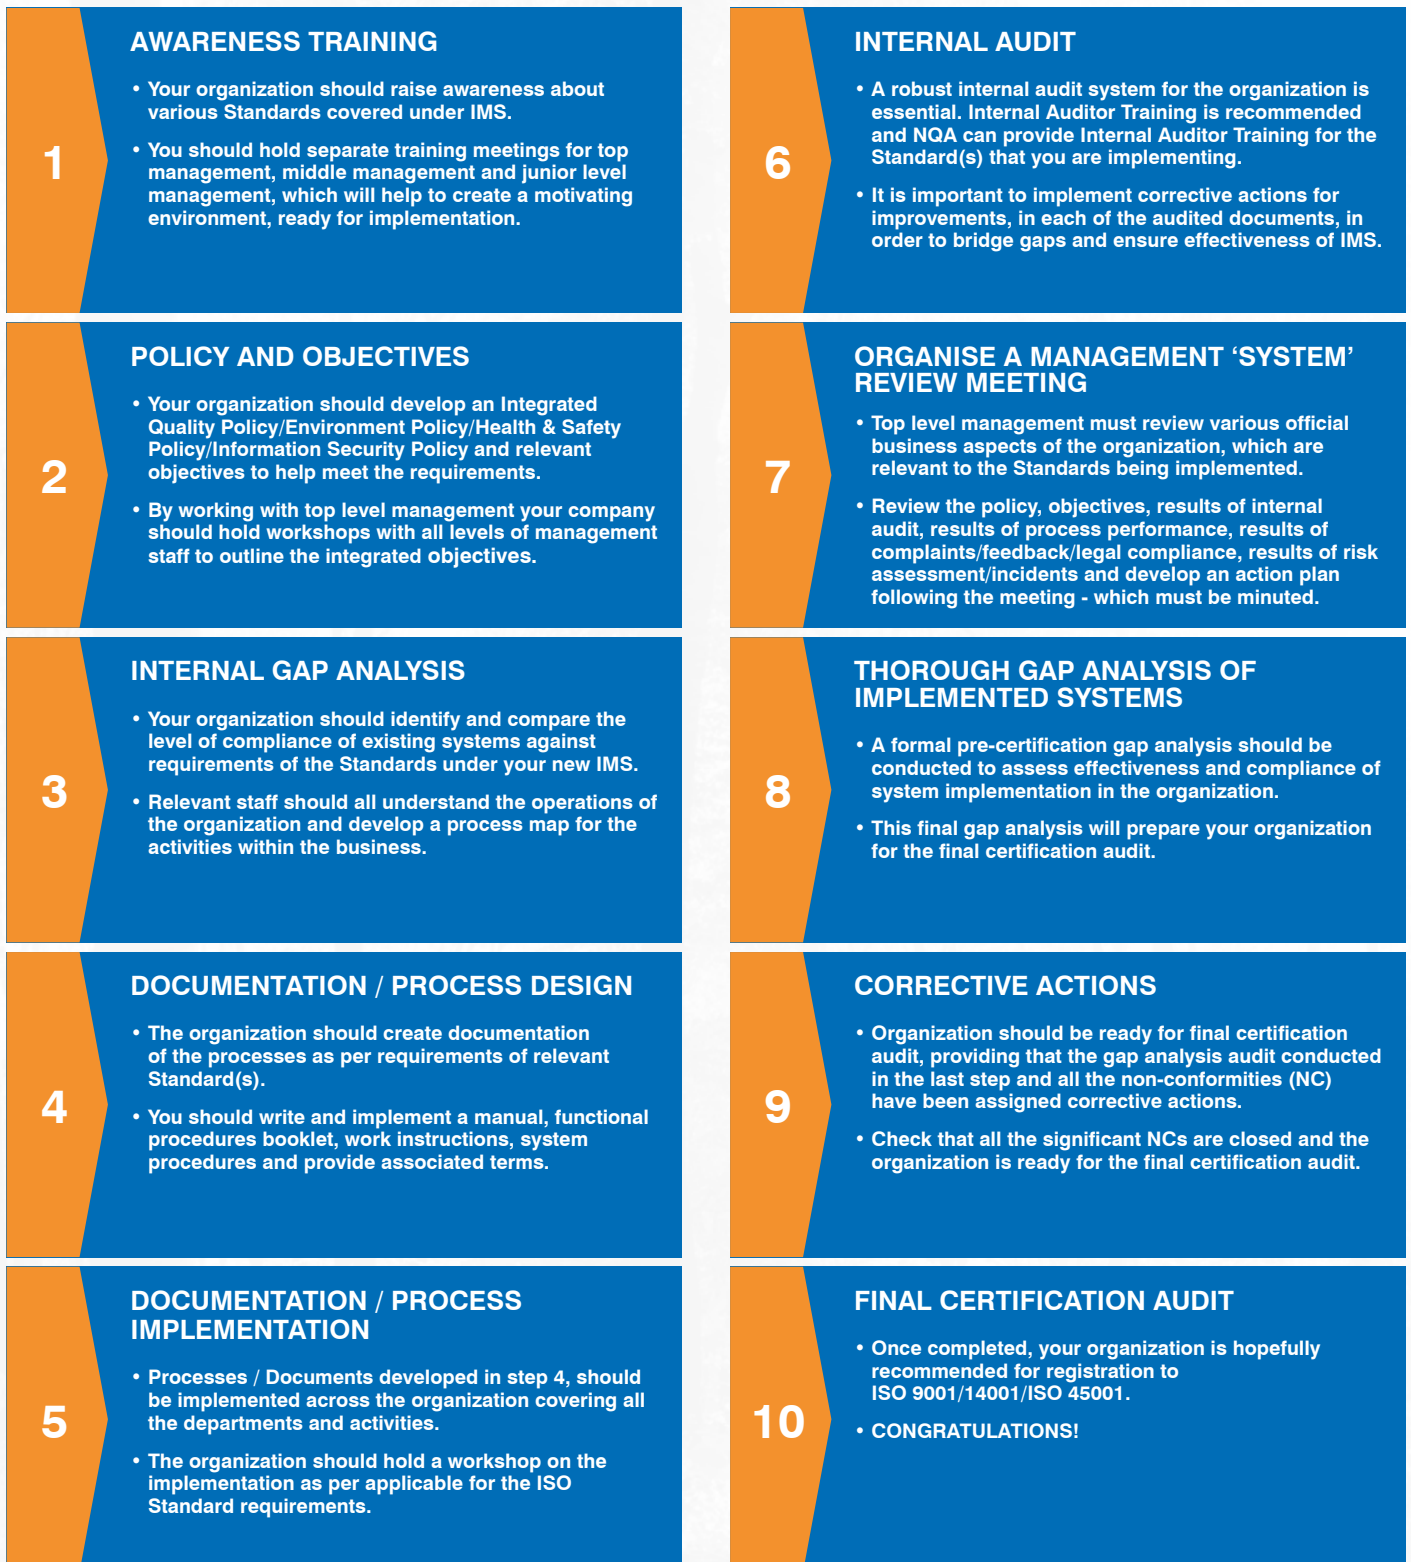 1
AWARENESS TRAINING
• Your organization should raise awareness about
various Standards covered under IMS.
• You should hold separate training meetings for top
management, middle management and junior level
management, which will help to create a motivating
environment, ready for implementation.
2
POLICY AND OBJECTIVES
• Your organization should develop an Integrated
Quality Policy/Environment Policy/Health & Safety
Policy/Information Security Policy and relevant
objectives to help meet the requirements.
• By working with top level management your company
should hold workshops with all levels of management
staff to outline the integrated objectives.
3
INTERNAL GAP ANALYSIS
• Your organization should identify and compare the
level of compliance of existing systems against
requirements of the Standards under your new IMS.
• Relevant staff should all understand the operations of
the organization and develop a process map for the
activities within the business.
4
DOCUMENTATION / PROCESS DESIGN
• The organization should create documentation
of the processes as per requirements of relevant
Standard(s).
• You should write and implement a manual, functional
procedures booklet, work instructions, system
procedures and provide associated terms.
5
DOCUMENTATION / PROCESS
IMPLEMENTATION
• Processes / Documents developed in step 4, should
be implemented across the organization covering all
the departments and activities.
• The organization should hold a workshop on the
implementation as per applicable for the ISO
Standard requirements.
6
INTERNAL AUDIT
• A robust internal audit system for the organization is
essential. Internal Auditor Training is recommended
and NQA can provide Internal Auditor Training for the
Standard(s) that you are implementing.
• It is important to implement corrective actions for
improvements, in each of the audited documents, in
order to bridge gaps and ensure effectiveness of IMS.
7
ORGANISE A MANAGEMENT ‘SYSTEM’
REVIEW MEETING
• Top level management must review various official
business aspects of the organization, which are
relevant to the Standards being implemented.
• Review the policy, objectives, results of internal
audit, results of process performance, results of
complaints/feedback/legal compliance, results of risk
assessment/incidents and develop an action plan
following the meeting - which must be minuted.
8
THOROUGH GAP ANALYSIS OF
IMPLEMENTED SYSTEMS
• A formal pre-certification gap analysis should be
conducted to assess effectiveness and compliance of
system implementation in the organization.
• This final gap analysis will prepare your organization
for the final certification audit.
9
CORRECTIVE ACTIONS
• Organization should be ready for final certification
audit, providing that the gap analysis audit conducted
in the last step and all the non-conformities (NC)
have been assigned corrective actions.
• Check that all the significant NCs are closed and the
organization is ready for the final certification audit.
10
FINAL CERTIFICATION AUDIT
• Once completed, your organization is hopefully
recommended for registration to
ISO 9001/14001/ISO 45001.
• CONGRATULATIONS!